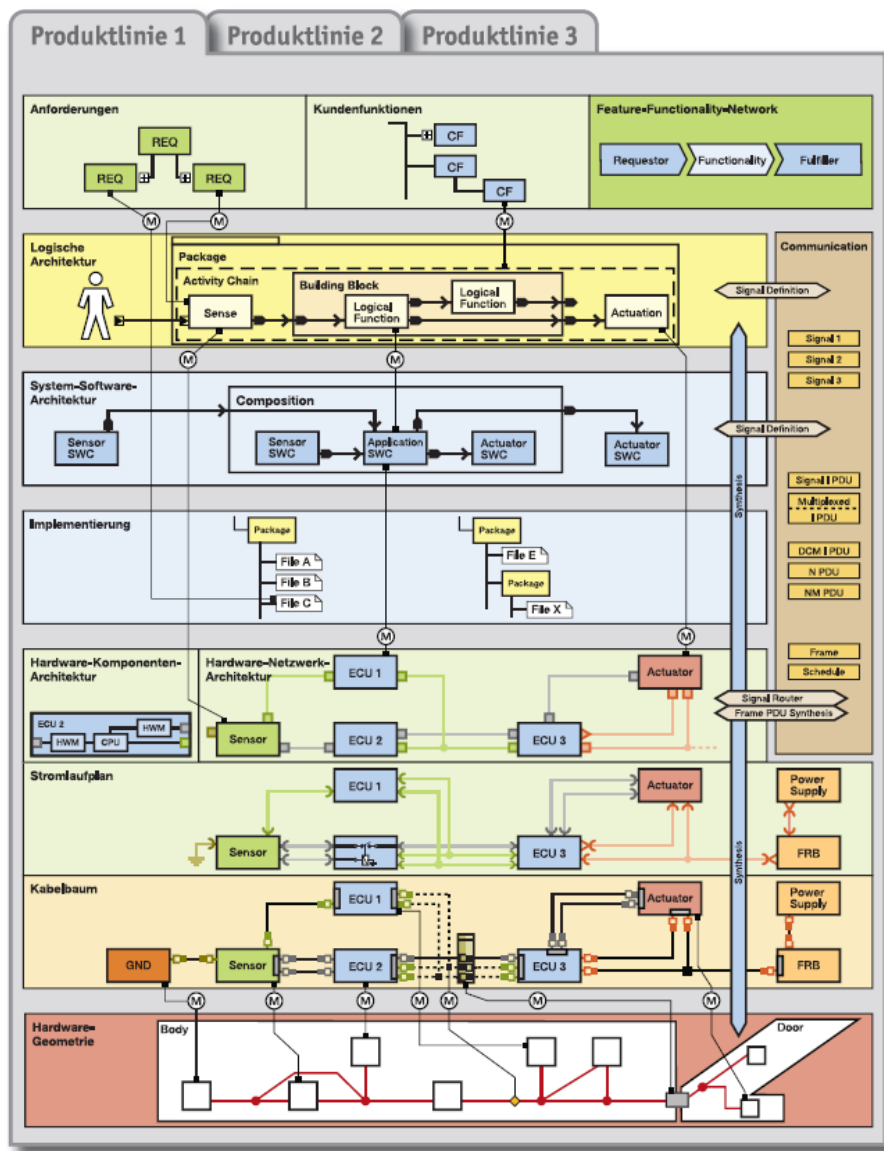 Produktlinie 1
Produktlinie 2
Produktlinie 3
Anforderungen
REQ
REQ
REQ
Kundenfunktionen
CF
CF
CF
Feature-Functionality-Network
Requestor
Functionality
Fulfiller
M
M
M
Logische
Architektur
Package
Activity Chain
Sense
Building Block
Logical
Function
Logical
Function
Actuation
Communication
Signal Definition
Signal 1
Signal 2
Signal 3
M
M
System-Software-
Architektur
Sensor
SWC
Composition
Sensor
SWC
Application
SWC
Actuator
SWC
Actuator
SWC
Signal Definition
Synthesis
Signal I PDU
Multiplexed
I PDU
DCM I PDU
N PDU
NM PDU
Implementierung
Package
File A
File B
File C
Package
File E
Package
File X
M
M
Hardware-Komponenten-
Architektur
ECU 2
HWM
CPU
HWM
Hardware-Netzwerk-
Architektur
ECU 1
Actuator
Sensor
ECU 2
ECU 3
Frame
Schedule
Signal Router
Frame PDU Synthesis
Stromlaufplan
ECU 1
Actuator
Power
Supply
Sensor
ECU 3
FRB
Synthesis
Kabelbaum
ECU 1
Actuator
Power
Supply
GND
Sensor
ECU 2
ECU 3
FRB
M
M
M
M
M
M
Hardware-
Geometrie
Body
Door